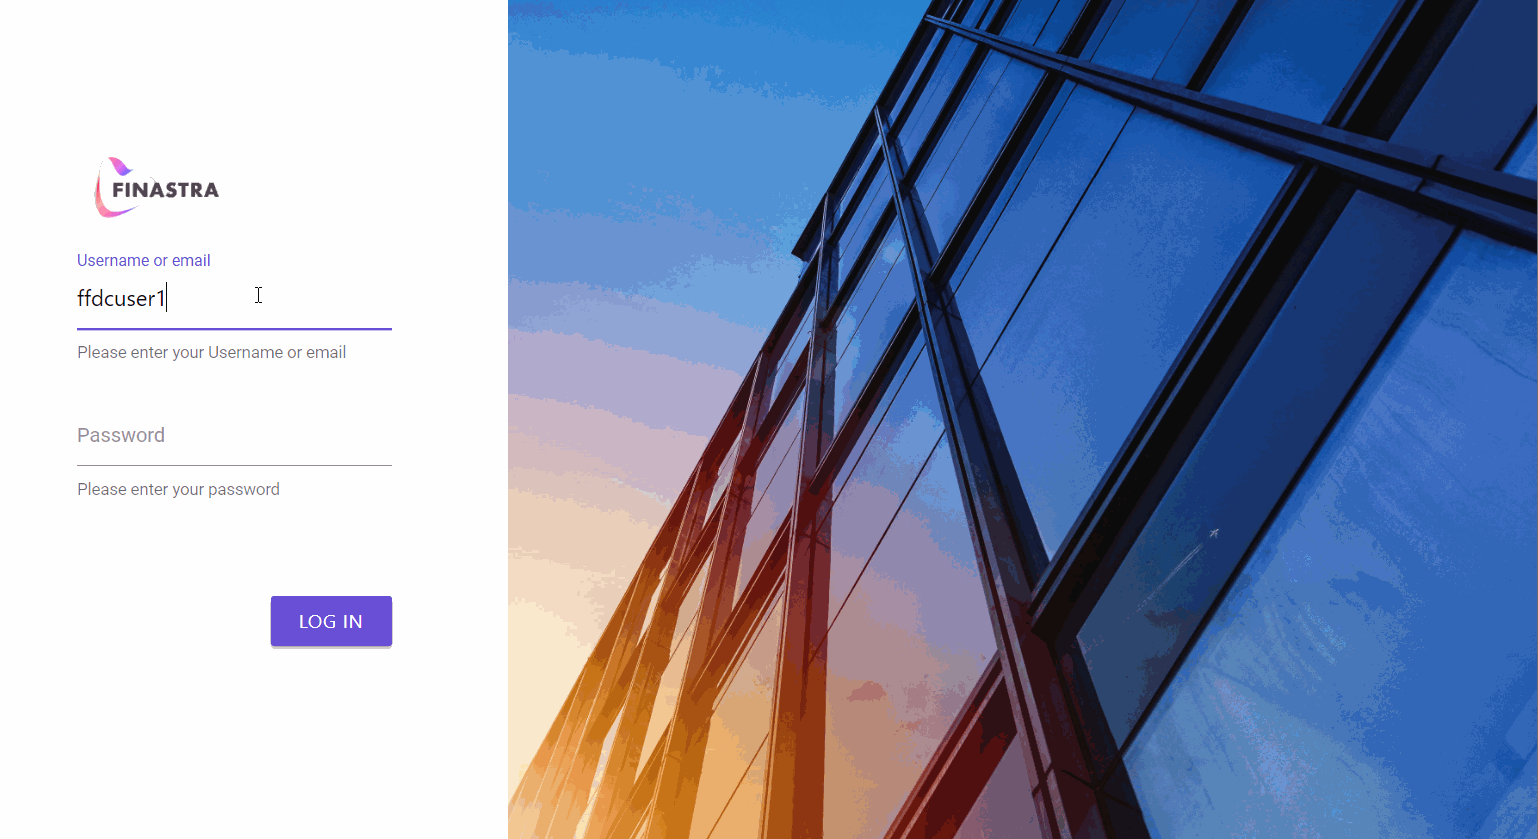 FINASTRA
Username or email
ffdcuser1
Please enter your Username or email
Password
Please enter your password
LOG IN